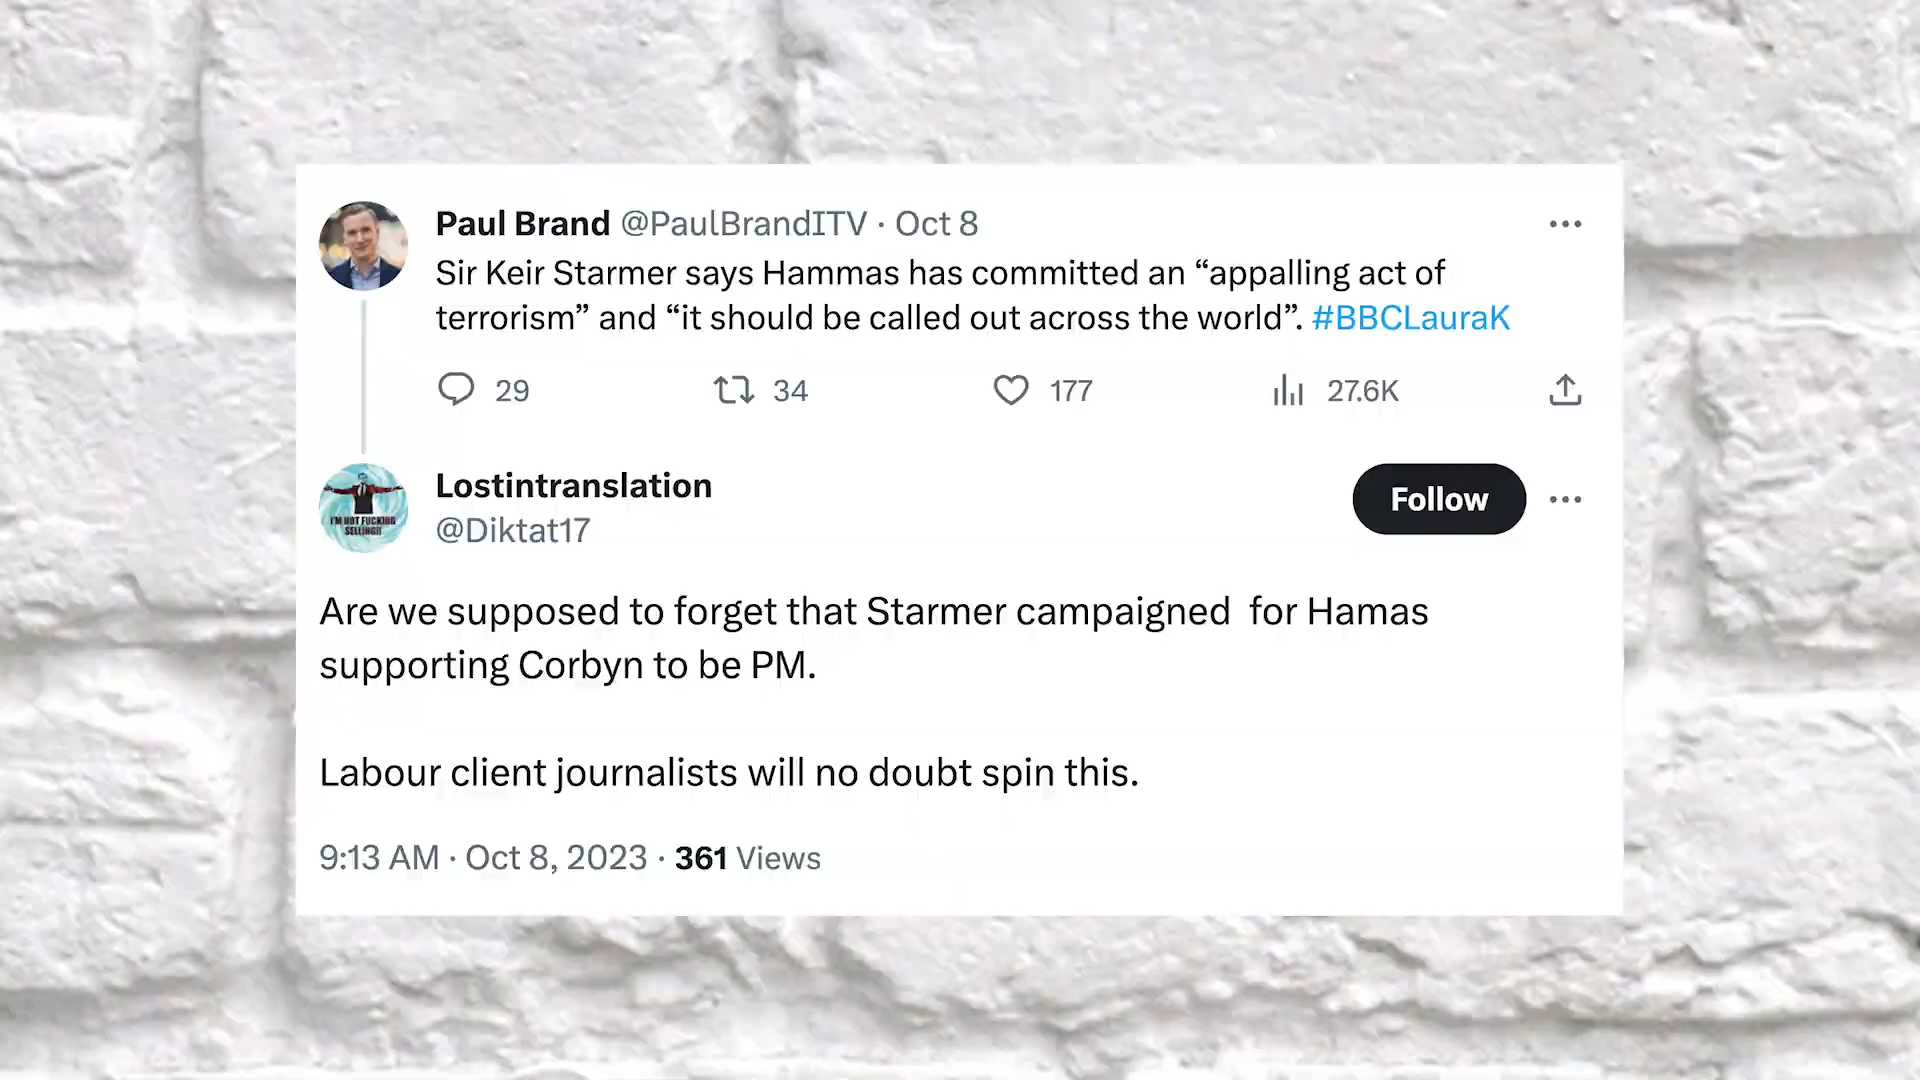 Paul Brand @PaulBrandITV · Oct 8
Sir Keir Starmer says Hammas has committed an “appalling act of
terrorism” and “it should be called out across the world”. #BBCLauraK
29 34 177 27.6K
Lostintranslation
Follow
@Diktat17
I'M NOT FUCKING
SELLING!!
Are we supposed to forget that Starmer campaigned  for Hamas
supporting Corbyn to be PM.
Labour client journalists will no doubt spin this.
9:13 AM · Oct 8, 2023 · 361 Views